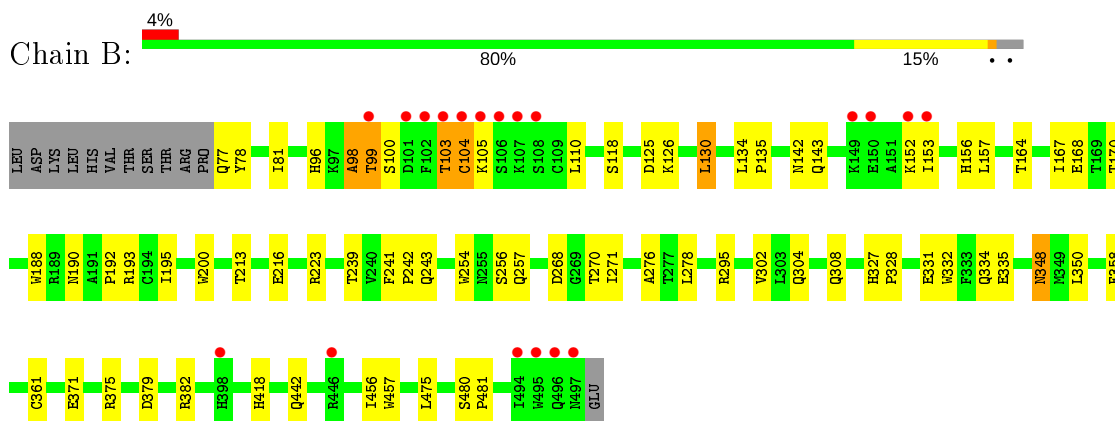 4%
Chain B:
80% 15% • •
LEU ASP LYS LEU HIS VAL THR SER THR ARG PRO Q77 Y78 I81 H96 K97 A98 T99 S100 D101 F102 T103 C104 K105 S106 K107 S108 C109 L110 S118 D125 K126 L130 L134 P135 N142 Q143 K149 E150 A151 K152 I153 H156 L157 T164 I167 E168 T169 T170
W188 R189 N190 A191 P192 R193 C194 I195 W200 T213 E216 R223 T239 V240 F241 P242 Q243 W254 N255 S256 Q257 D268 G269 T270 I271 A276 T277 L278 R295 V302 L303 Q304 Q308 H327 P328 E331 W332 F333 Q334 E335 N348 M349 L350
C361 E371 R375 D379 R382 H398 H418 Q442 R446 I456 W457 L475 S480 P481 I494 W495 Q496 N497 GLU